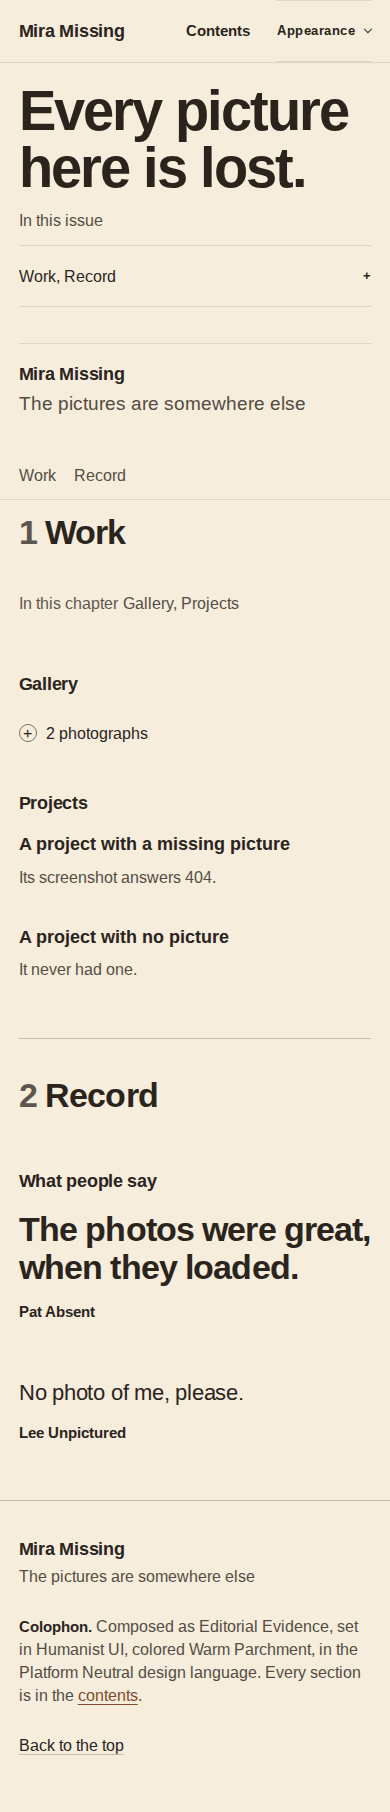 Mira Missing Contents Appearance
Every picture
here is lost.
In this issue
Work, Record +
Mira Missing
The pictures are somewhere else
Work Record
1 Work
In this chapter Gallery, Projects
Gallery
2 photographs
Projects
A project with a missing picture
Its screenshot answers 404.
A project with no picture
It never had one.
2 Record
What people say
The photos were great,
when they loaded.
Pat Absent
No photo of me, please.
Lee Unpictured
Mira Missing
The pictures are somewhere else
Colophon. Composed as Editorial Evidence, set
in Humanist UI, colored Warm Parchment, in the
Platform Neutral design language. Every section
is in the contents.
Back to the top